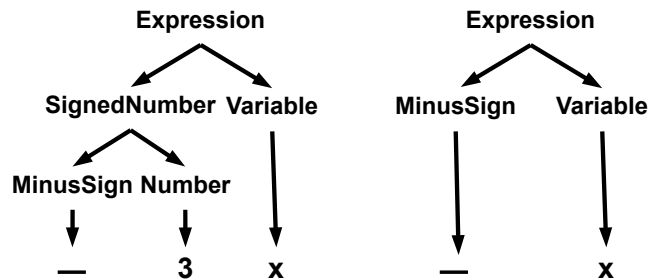 Expression Expression
SignedNumber Variable MinusSign Variable
MinusSign Number
— 3 x — x